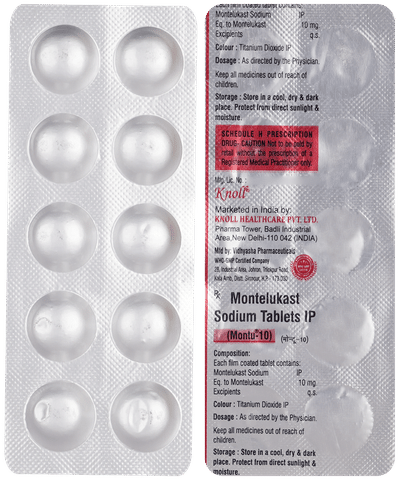 Each film coated tablet contains:
Montelukast Sodium IP
Eq. to Montelukast 10 mg
Excipients q.s.
Colour : Titanium Dioxide IP
Dosage : As directed by the Physician.
Keep all medicines out of reach of
children.
Storage : Store in a cool, dry & dark
place. Protect from direct sunlight &
moisture.
SCHEDULE H PRESCRIPTION
DRUG- CAUTION Not to be sold by
retail without the prescription of a
Registered Medical Practitioner only.
Mfg. Lic. No
Knoll
Marketed in India by:
KNOLL HEALTHCARE PVT. LTD.
Pharma Tower, Badli Industrial
Area, New Delhi-110 042 (INDIA)
Mfd by: Vidhyasha Pharmaceuticals
WHO-GMP Certified Company
Kala Amb, Distt. Sirmour, H.P.
Rx Montelukast
Sodium Tablets IP
(Montu®-10) (मोन्टू -10)
Composition:
Each film coated tablet contains:
Montelukast Sodium IP
Eq. to Montelukast 10 mg
Excipients q.s.
Colour : Titanium Dioxide IP
Dosage : As directed by the Physician.
Keep all medicines out of reach of
children.
Storage : Store in a cool, dry & dark
place. Protect from direct sunlight &
moisture.